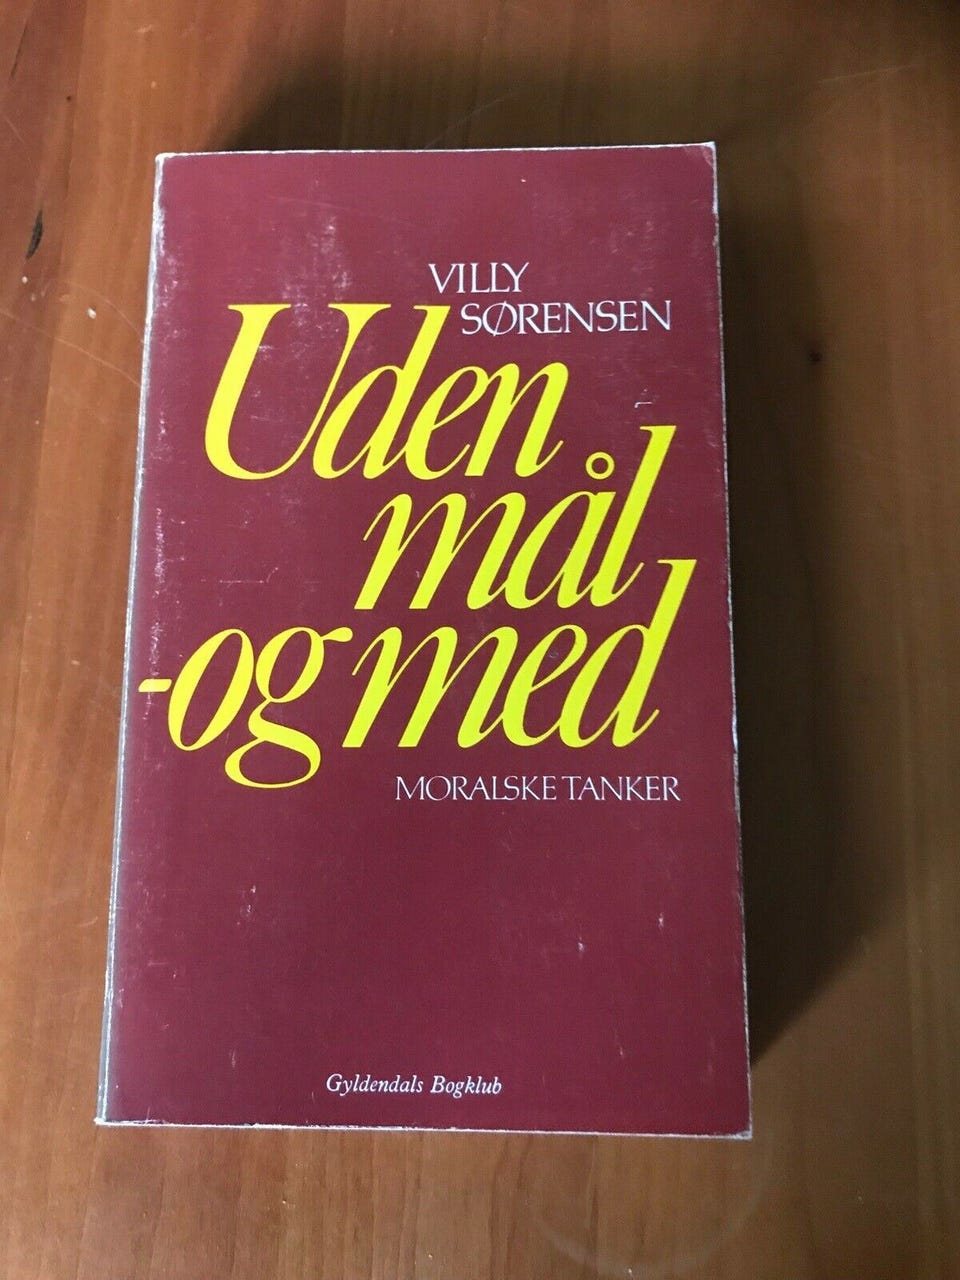 VILLY
SØRENSEN
Uden
mål
-og med
MORALSKE TANKER
Gyldendals Bogklub